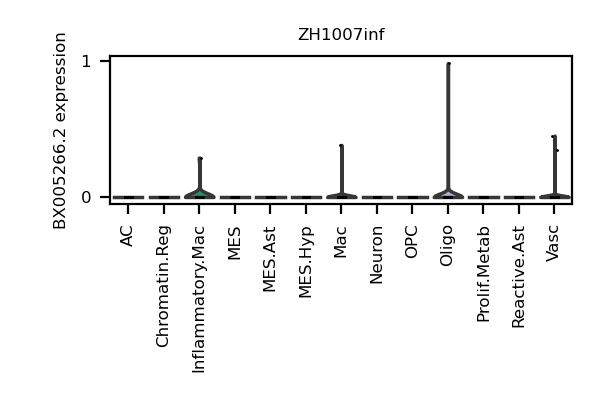 ZH1007inf
BX005266.2 expression
1
0
AC
Chromatin.Reg
Inflammatory.Mac
MES
MES.Ast
MES.Hyp
Mac
Neuron
OPC
Oligo
Prolif.Metab
Reactive.Ast
Vasc